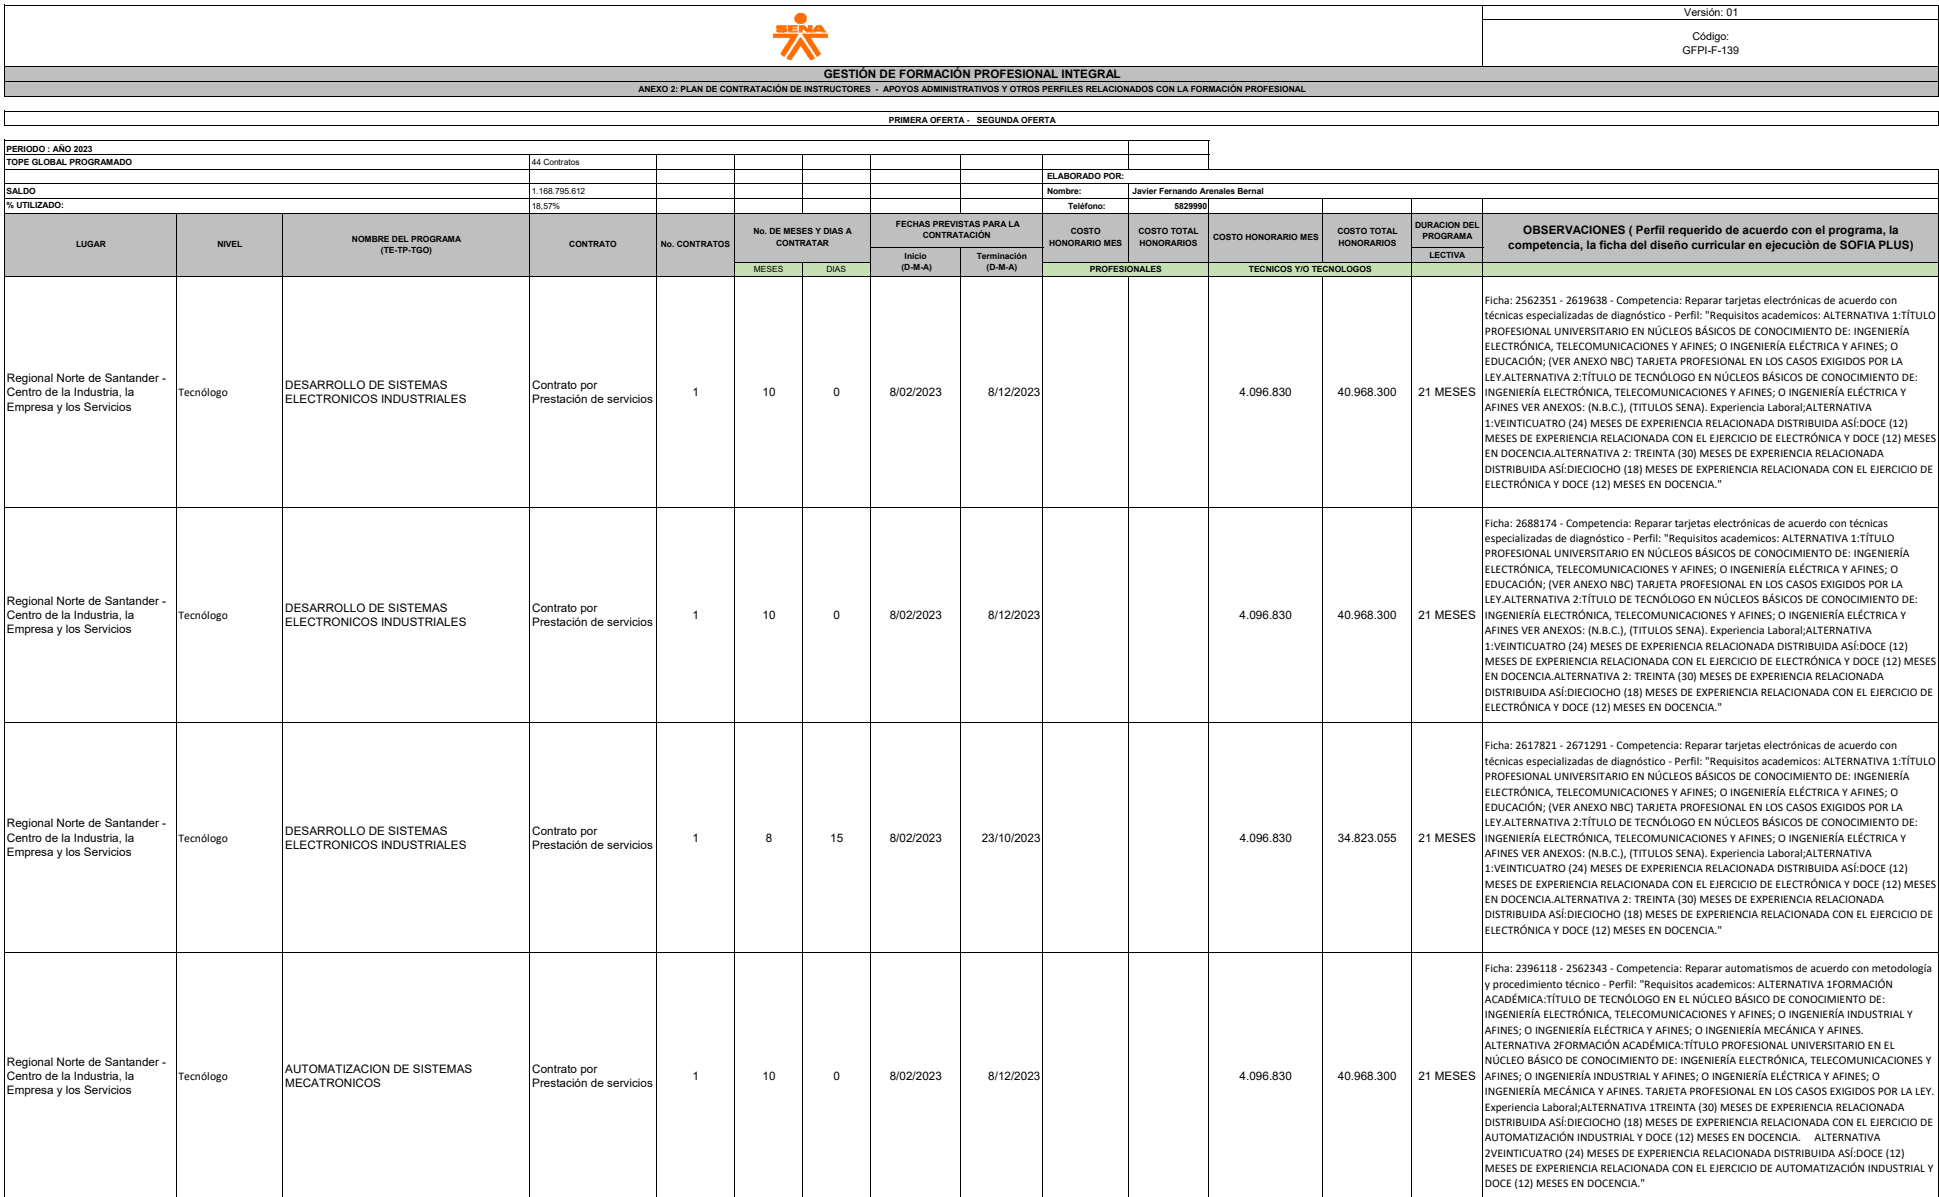 SENA
Versión: 01
Código:
GFPI-F-139
GESTIÓN DE FORMACIÓN PROFESIONAL INTEGRAL
ANEXO 2: PLAN DE CONTRATACIÓN DE INSTRUCTORES - APOYOS ADMINISTRATIVOS Y OTROS PERFILES RELACIONADOS CON LA FORMACIÓN PROFESIONAL
PRIMERA OFERTA - SEGUNDA OFERTA
PERIODO : AÑO 2023
TOPE GLOBAL PROGRAMADO 44 Contratos
ELABORADO POR:
SALDO 1.168.795.612 Nombre: Javier Fernando Arenales Bernal
% UTILIZADO: 18,57% Teléfono: 5829990
LUGAR
NIVEL
NOMBRE DEL PROGRAMA
(TE-TP-TGO)
CONTRATO
No. CONTRATOS
No. DE MESES Y DIAS A
CONTRATAR
MESES DIAS
FECHAS PREVISTAS PARA LA
CONTRATACIÓN
Inicio
(D-M-A)
Terminación
(D-M-A)
COSTO
HONORARIO MES
COSTO TOTAL
HONORARIOS
PROFESIONALES
COSTO HONORARIO MES
COSTO TOTAL
HONORARIOS
TECNICOS Y/O TECNOLOGOS
DURACION DEL
PROGRAMA
LECTIVA
OBSERVACIONES ( Perfil requerido de acuerdo con el programa, la
competencia, la ficha del diseño curricular en ejecuciòn de SOFIA PLUS)
Regional Norte de Santander -
Centro de la Industria, la
Empresa y los Servicios
Tecnólogo
DESARROLLO DE SISTEMAS
ELECTRONICOS INDUSTRIALES
Contrato por
Prestación de servicios
1
10
0
8/02/2023
8/12/2023
4.096.830
40.968.300
21 MESES
Ficha: 2562351 - 2619638 - Competencia: Reparar tarjetas electrónicas de acuerdo con
técnicas especializadas de diagnóstico - Perfil: "Requisitos academicos: ALTERNATIVA 1:TÍTULO
PROFESIONAL UNIVERSITARIO EN NÚCLEOS BÁSICOS DE CONOCIMIENTO DE: INGENIERÍA
ELECTRÓNICA, TELECOMUNICACIONES Y AFINES; O INGENIERÍA ELÉCTRICA Y AFINES; O
EDUCACIÓN; (VER ANEXO NBC) TARJETA PROFESIONAL EN LOS CASOS EXIGIDOS POR LA
LEY.ALTERNATIVA 2:TÍTULO DE TECNÓLOGO EN NÚCLEOS BÁSICOS DE CONOCIMIENTO DE:
INGENIERÍA ELECTRÓNICA, TELECOMUNICACIONES Y AFINES; O INGENIERÍA ELÉCTRICA Y
AFINES VER ANEXOS: (N.B.C.), (TITULOS SENA). Experiencia Laboral;ALTERNATIVA
1:VEINTICUATRO (24) MESES DE EXPERIENCIA RELACIONADA DISTRIBUIDA ASÍ:DOCE (12)
MESES DE EXPERIENCIA RELACIONADA CON EL EJERCICIO DE ELECTRÓNICA Y DOCE (12) MESES
EN DOCENCIA.ALTERNATIVA 2: TREINTA (30) MESES DE EXPERIENCIA RELACIONADA
DISTRIBUIDA ASÍ:DIECIOCHO (18) MESES DE EXPERIENCIA RELACIONADA CON EL EJERCICIO DE
ELECTRÓNICA Y DOCE (12) MESES EN DOCENCIA."
Regional Norte de Santander -
Centro de la Industria, la
Empresa y los Servicios
Tecnólogo
DESARROLLO DE SISTEMAS
ELECTRONICOS INDUSTRIALES
Contrato por
Prestación de servicios
1
10
0
8/02/2023
8/12/2023
4.096.830
40.968.300
21 MESES
Ficha: 2688174 - Competencia: Reparar tarjetas electrónicas de acuerdo con técnicas
especializadas de diagnóstico - Perfil: "Requisitos academicos: ALTERNATIVA 1:TÍTULO
PROFESIONAL UNIVERSITARIO EN NÚCLEOS BÁSICOS DE CONOCIMIENTO DE: INGENIERÍA
ELECTRÓNICA, TELECOMUNICACIONES Y AFINES; O INGENIERÍA ELÉCTRICA Y AFINES; O
EDUCACIÓN; (VER ANEXO NBC) TARJETA PROFESIONAL EN LOS CASOS EXIGIDOS POR LA
LEY.ALTERNATIVA 2:TÍTULO DE TECNÓLOGO EN NÚCLEOS BÁSICOS DE CONOCIMIENTO DE:
INGENIERÍA ELECTRÓNICA, TELECOMUNICACIONES Y AFINES; O INGENIERÍA ELÉCTRICA Y
AFINES VER ANEXOS: (N.B.C.), (TITULOS SENA). Experiencia Laboral;ALTERNATIVA
1:VEINTICUATRO (24) MESES DE EXPERIENCIA RELACIONADA DISTRIBUIDA ASÍ:DOCE (12)
MESES DE EXPERIENCIA RELACIONADA CON EL EJERCICIO DE ELECTRÓNICA Y DOCE (12) MESES
EN DOCENCIA.ALTERNATIVA 2: TREINTA (30) MESES DE EXPERIENCIA RELACIONADA
DISTRIBUIDA ASÍ:DIECIOCHO (18) MESES DE EXPERIENCIA RELACIONADA CON EL EJERCICIO DE
ELECTRÓNICA Y DOCE (12) MESES EN DOCENCIA."
Regional Norte de Santander -
Centro de la Industria, la
Empresa y los Servicios
Tecnólogo
DESARROLLO DE SISTEMAS
ELECTRONICOS INDUSTRIALES
Contrato por
Prestación de servicios
1
8
15
8/02/2023
23/10/2023
4.096.830
34.823.055
21 MESES
Ficha: 2617821 - 2671291 - Competencia: Reparar tarjetas electrónicas de acuerdo con
técnicas especializadas de diagnóstico - Perfil: "Requisitos academicos: ALTERNATIVA 1:TÍTULO
PROFESIONAL UNIVERSITARIO EN NÚCLEOS BÁSICOS DE CONOCIMIENTO DE: INGENIERÍA
ELECTRÓNICA, TELECOMUNICACIONES Y AFINES; O INGENIERÍA ELÉCTRICA Y AFINES; O
EDUCACIÓN; (VER ANEXO NBC) TARJETA PROFESIONAL EN LOS CASOS EXIGIDOS POR LA
LEY.ALTERNATIVA 2:TÍTULO DE TECNÓLOGO EN NÚCLEOS BÁSICOS DE CONOCIMIENTO DE:
INGENIERÍA ELECTRÓNICA, TELECOMUNICACIONES Y AFINES; O INGENIERÍA ELÉCTRICA Y
AFINES VER ANEXOS: (N.B.C.), (TITULOS SENA). Experiencia Laboral;ALTERNATIVA
1:VEINTICUATRO (24) MESES DE EXPERIENCIA RELACIONADA DISTRIBUIDA ASÍ:DOCE (12)
MESES DE EXPERIENCIA RELACIONADA CON EL EJERCICIO DE ELECTRÓNICA Y DOCE (12) MESES
EN DOCENCIA.ALTERNATIVA 2: TREINTA (30) MESES DE EXPERIENCIA RELACIONADA
DISTRIBUIDA ASÍ:DIECIOCHO (18) MESES DE EXPERIENCIA RELACIONADA CON EL EJERCICIO DE
ELECTRÓNICA Y DOCE (12) MESES EN DOCENCIA."
Regional Norte de Santander -
Centro de la Industria, la
Empresa y los Servicios
Tecnólogo
AUTOMATIZACION DE SISTEMAS
MECATRONICOS
Contrato por
Prestación de servicios
1
10
0
8/02/2023
8/12/2023
4.096.830
40.968.300
21 MESES
Ficha: 2396118 - 2562343 - Competencia: Reparar automatismos de acuerdo con metodología
y procedimiento técnico - Perfil: "Requisitos academicos: ALTERNATIVA 1FORMACIÓN
ACADÉMICA:TÍTULO DE TECNÓLOGO EN EL NÚCLEO BÁSICO DE CONOCIMIENTO DE:
INGENIERÍA ELECTRÓNICA, TELECOMUNICACIONES Y AFINES; O INGENIERÍA INDUSTRIAL Y
AFINES; O INGENIERÍA ELÉCTRICA Y AFINES; O INGENIERÍA MECÁNICA Y AFINES.
ALTERNATIVA 2FORMACIÓN ACADÉMICA:TÍTULO PROFESIONAL UNIVERSITARIO EN EL
NÚCLEO BÁSICO DE CONOCIMIENTO DE: INGENIERÍA ELECTRÓNICA, TELECOMUNICACIONES Y
AFINES; O INGENIERÍA INDUSTRIAL Y AFINES; O INGENIERÍA ELÉCTRICA Y AFINES; O
INGENIERÍA MECÁNICA Y AFINES. TARJETA PROFESIONAL EN LOS CASOS EXIGIDOS POR LA LEY.
Experiencia Laboral;ALTERNATIVA 1TREINTA (30) MESES DE EXPERIENCIA RELACIONADA
DISTRIBUIDA ASÍ:DIECIOCHO (18) MESES DE EXPERIENCIA RELACIONADA CON EL EJERCICIO DE
AUTOMATIZACIÓN INDUSTRIAL Y DOCE (12) MESES EN DOCENCIA. ALTERNATIVA
2VEINTICUATRO (24) MESES DE EXPERIENCIA RELACIONADA DISTRIBUIDA ASÍ:DOCE (12)
MESES DE EXPERIENCIA RELACIONADA CON EL EJERCICIO DE AUTOMATIZACIÓN INDUSTRIAL Y
DOCE (12) MESES EN DOCENCIA."